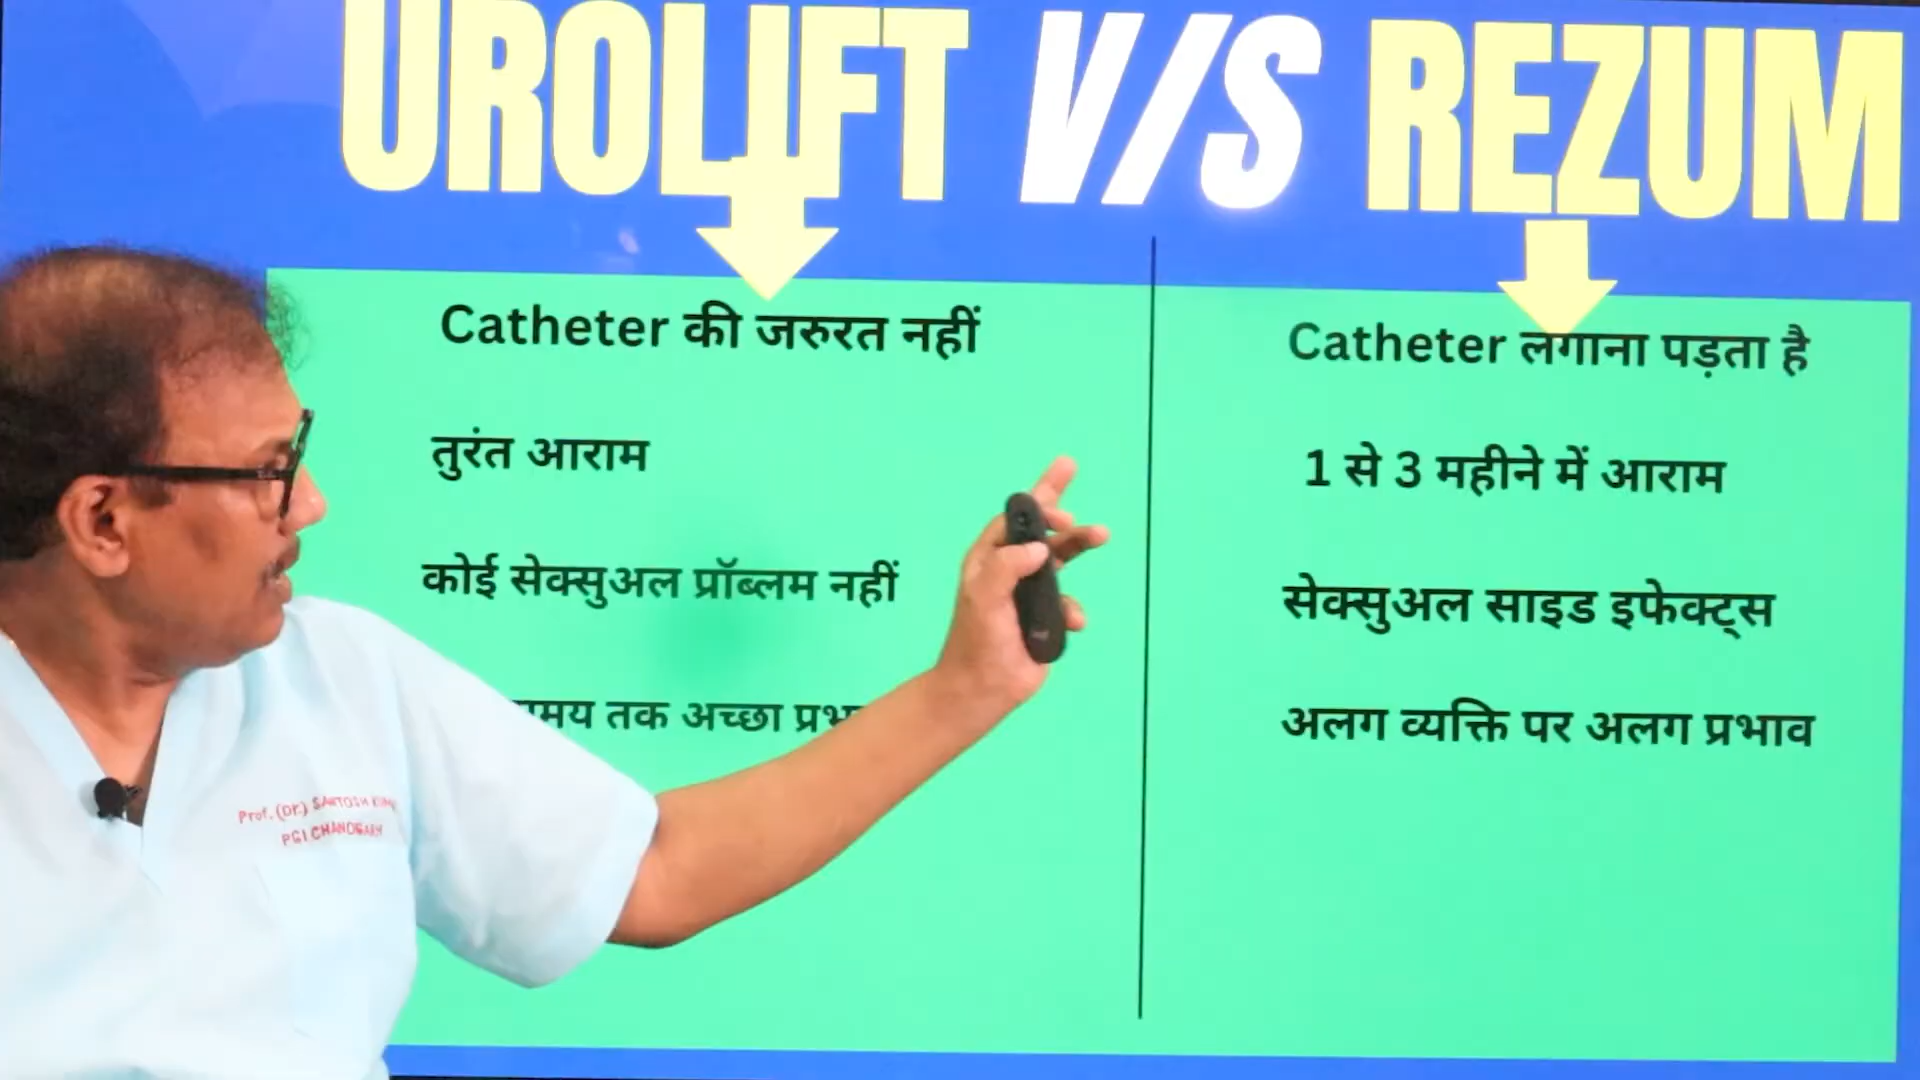 UROLIFT V/S REZUM
Catheter की जरुरत नहीं
तुरंत आराम
कोई सेक्सुअल प्रॉब्लम नहीं
तक अच्छा
Catheter लगाना पड़ता है
1 से 3 महीने में आराम
सेक्सुअल साइड इफेक्ट्स
अलग व्यक्ति पर अलग प्रभाव
Prof. (Dr.) SANTOSH
PGI CHANDIGARH